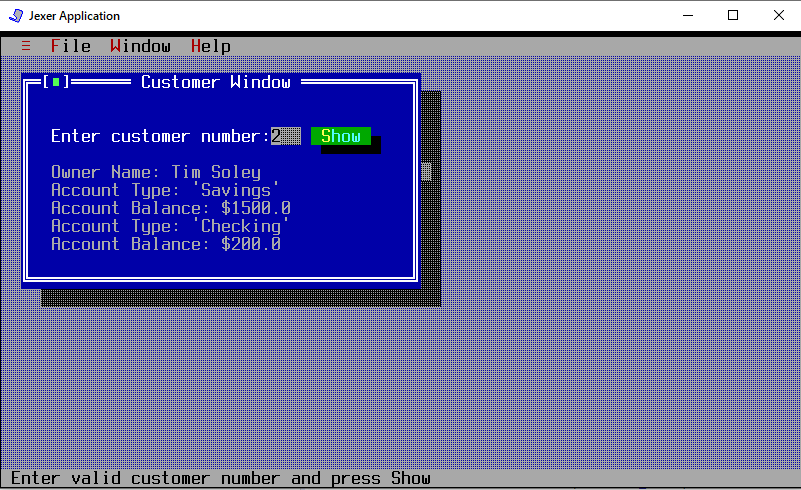 Jexer Application
File Window Help
Customer Window
Enter customer number:2 Show
Owner Name: Tim Soley
Account Type: 'Savings'
Account Balance: $1500.0
Account Type: 'Checking'
Account Balance: $200.0
Enter valid customer number and press Show